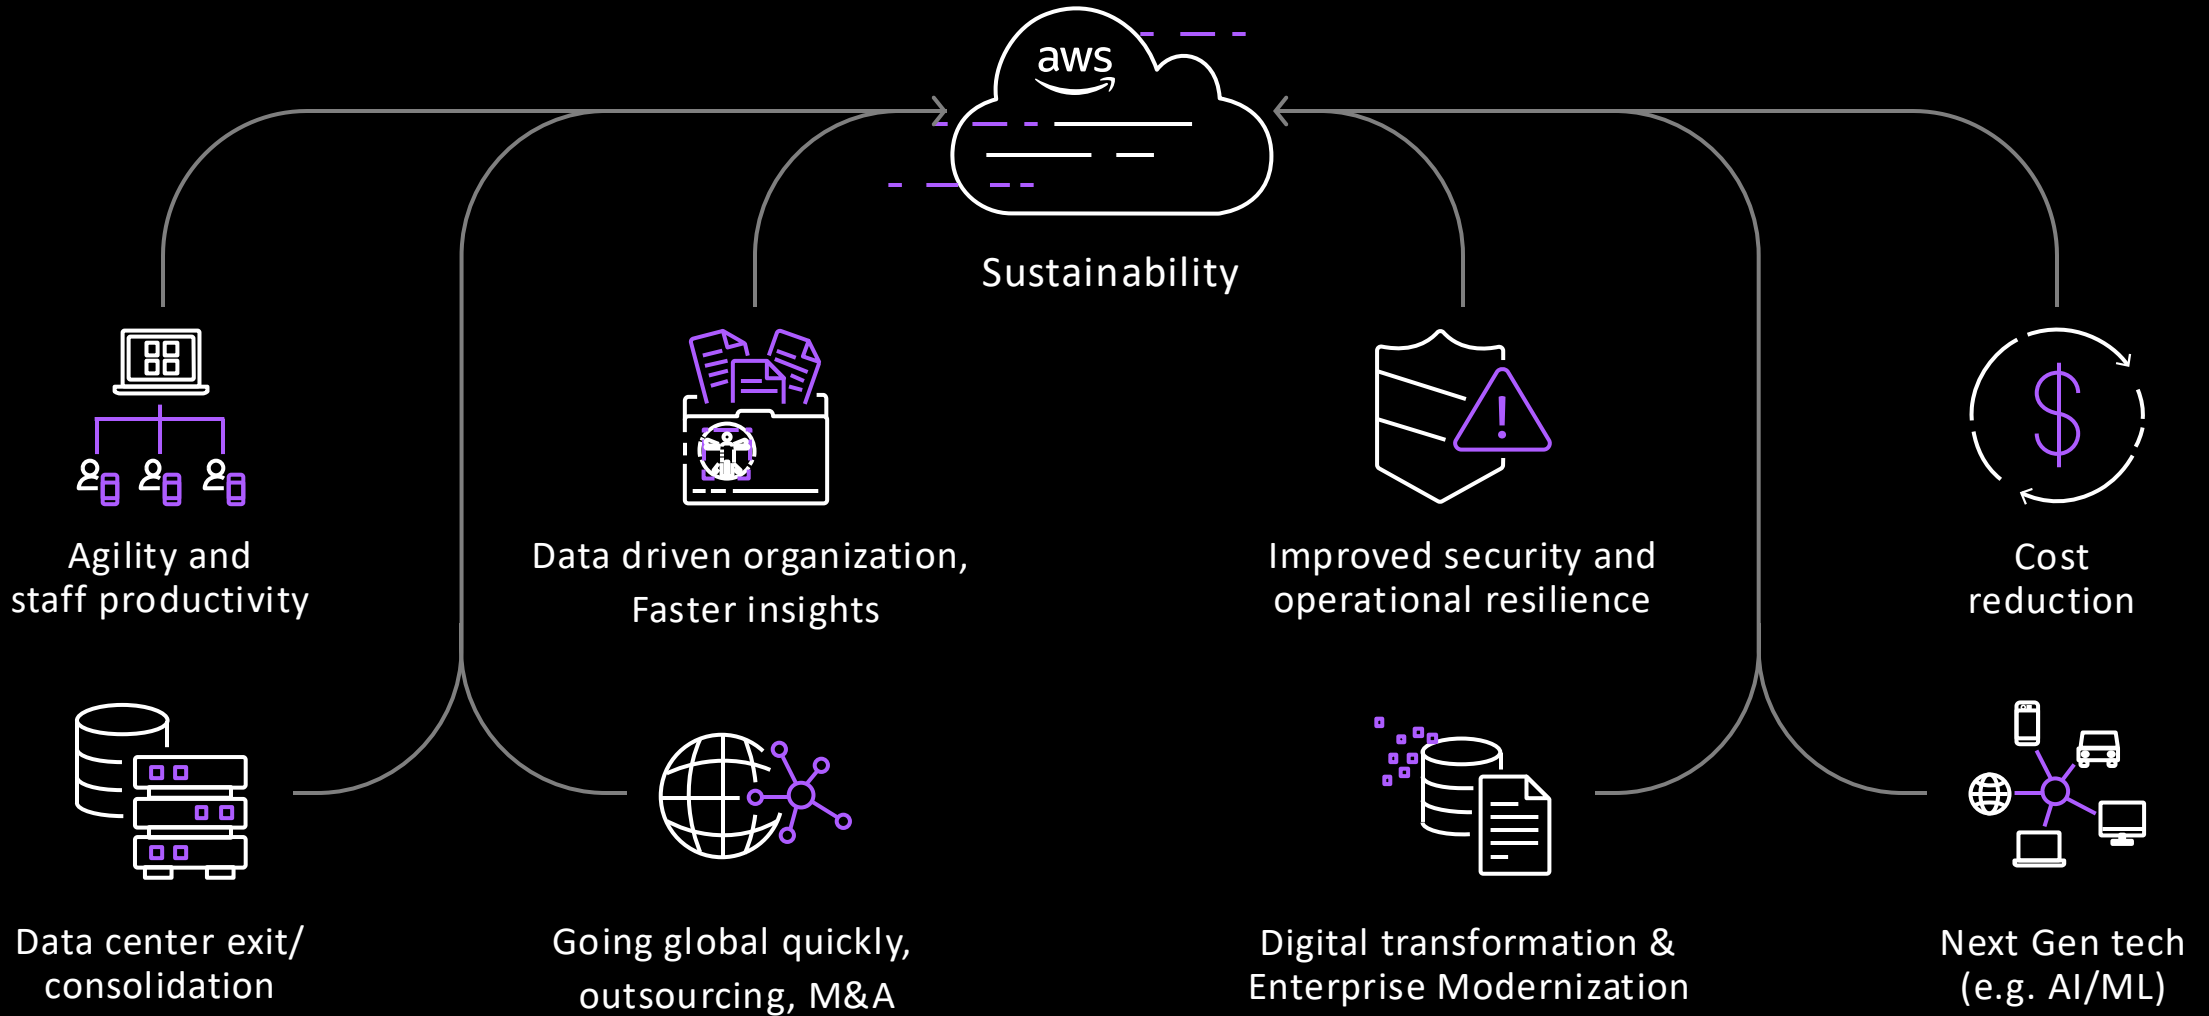 aws
Sustainability
Agility and
staff productivity
Data driven organization,
Faster insights
Improved security and
operational resilience
Cost
reduction
Data center exit/
consolidation
Going global quickly,
outsourcing, M&A
Digital transformation &
Enterprise Modernization
Next Gen tech
(e.g. AI/ML)